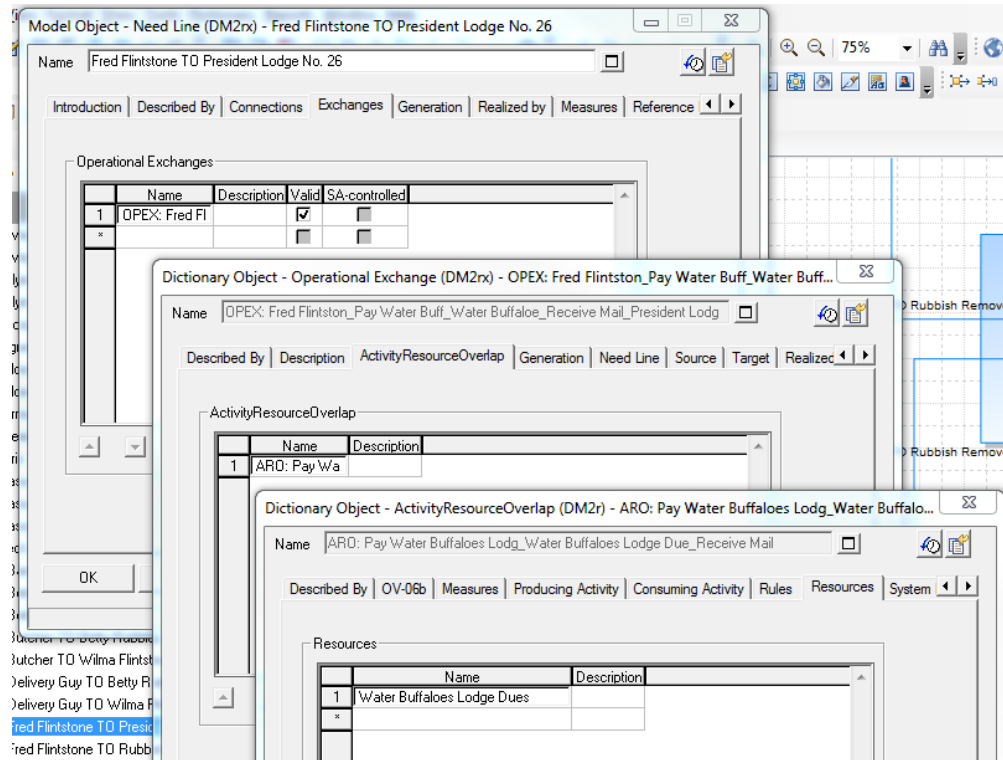 Model Object - Need Line (DM2rx) - Fred Flintstone TO President Lodge No. 26
Name Fred Flintstone TO President Lodge No. 26
75%
Introduction Described By Connections Exchanges Generation Realized by Measures Reference
Operational Exchanges
Name Description Valid SA-controlled
1 OPEX: Fred Fl
*
Dictionary Object - Operational Exchange (DM2rx) - OPEX: Fred Flintston_Pay Water Buff_Water Buff...
Name OPEX: Fred Flintston_Pay Water Buff_Water Buffaloe_Receive Mail_President Lodg
Rubbish Remov
Described By Description ActivityResourceOverlap Generation Need Line Source Target Realized
ActivityResourceOverlap
Name Description
1 ARO: Pay Wa
Rubbish Remov
Dictionary Object - ActivityResourceOverlap (DM2r) - ARO: Pay Water Buffaloes Lodg_Water Buffalo...
Name ARO: Pay Water Buffaloes Lodg_Water Buffaloes Lodge Due_Receive Mail
OK
Described By OV-06b Measures Producing Activity Consuming Activity Rules Resources System
Resources
Name Description
1 Water Buffaloes Lodge Dues
*
Butcher TO Betty Rubble
Butcher TO Wilma Flintst
Delivery Guy TO Betty R
Delivery Guy TO Wilma F
Fred Flintstone TO Presid
Fred Flintstone TO Rubb